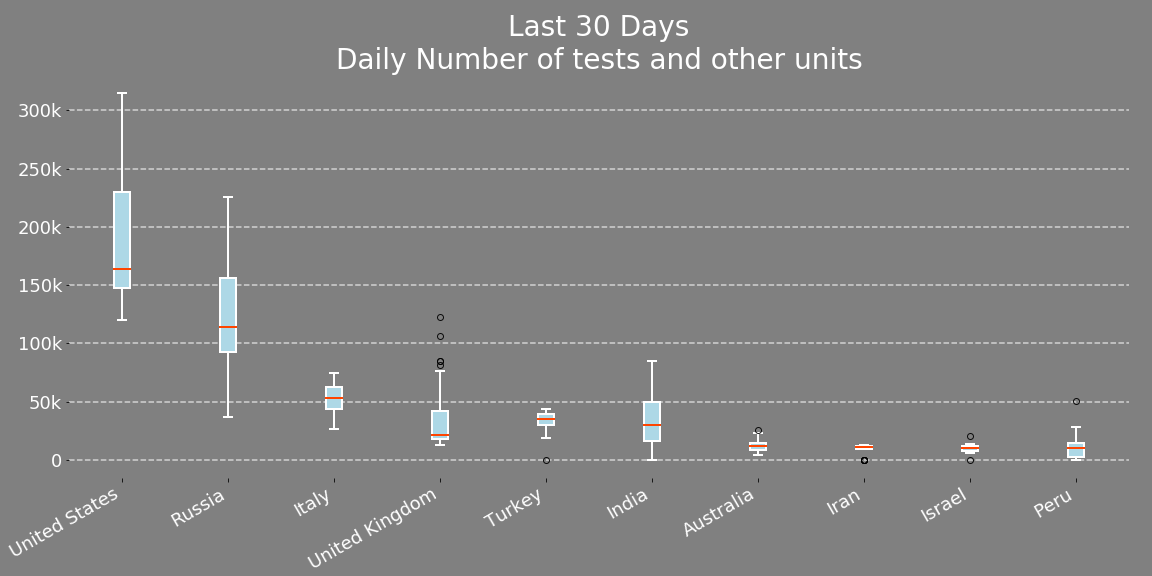 Last 30 Days
Daily Number of tests and other units
300k
250k
200k
150k
100k
50k
0
United States
Russia
Italy
United Kingdom
Turkey
India
Australia
Iran
Israel
Peru